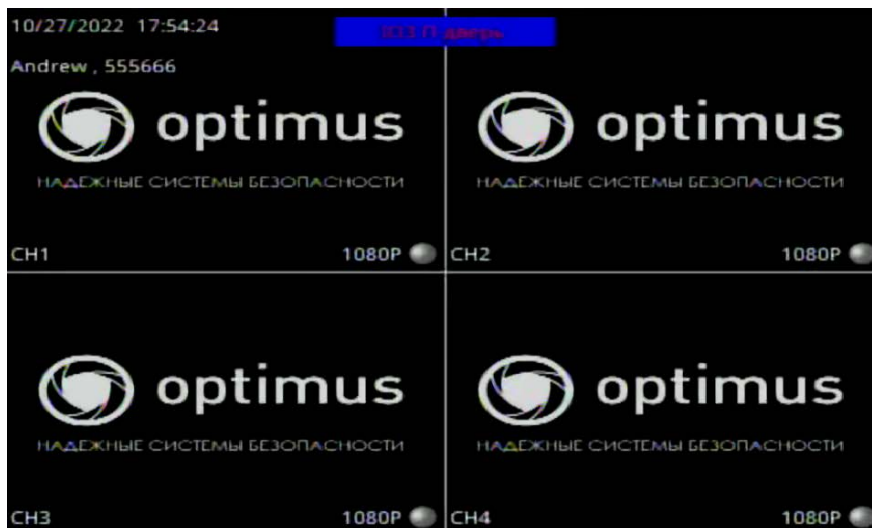 10/27/2022 17:54:24
дверь
Andrew , 555666
optimus
НАДЕЖНЫЕ СИСТЕМЫ БЕЗОПАСНОСТИ
CH1 1080P
optimus
НАДЕЖНЫЕ СИСТЕМЫ БЕЗОПАСНОСТИ
CH2 1080P
optimus
НАДЕЖНЫЕ СИСТЕМЫ БЕЗОПАСНОСТИ
CH3 1080P
optimus
НАДЕЖНЫЕ СИСТЕМЫ БЕЗОПАСНОСТИ
CH4 1080P